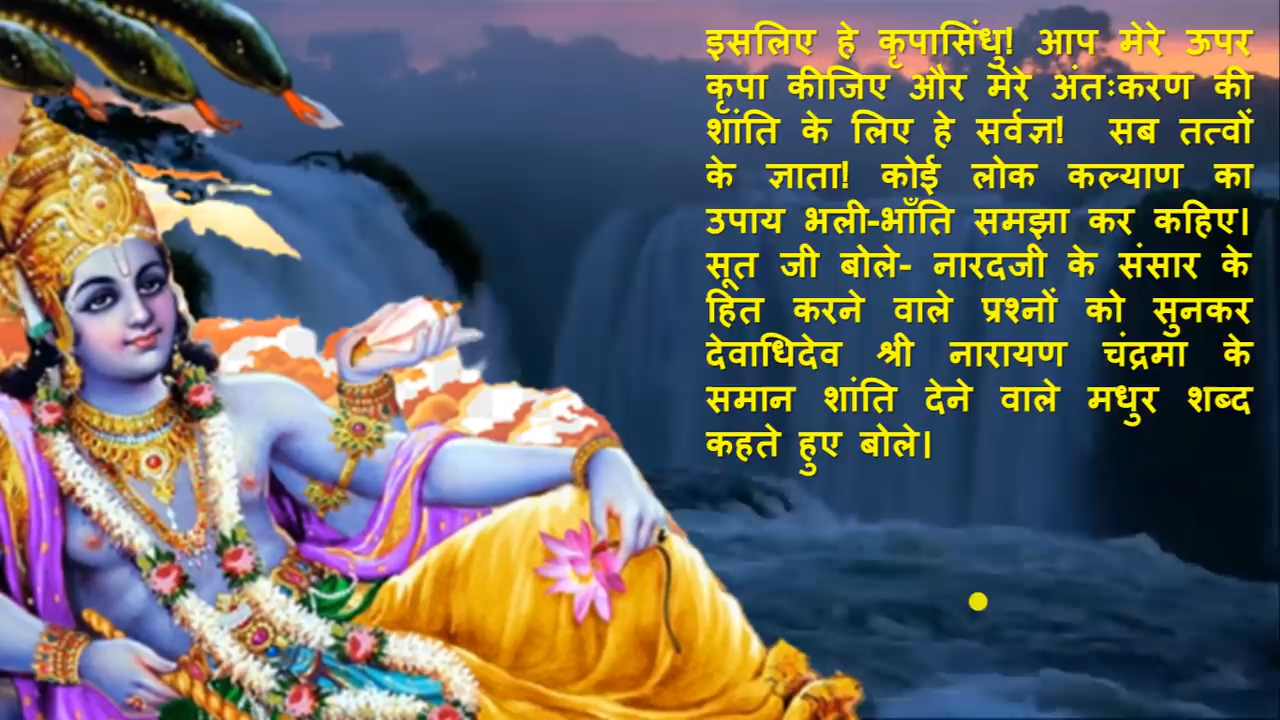 इसलिए हे कृपासिंधु! आप मेरे ऊपर
कृपा कीजिए और मेरे अंतःकरण की
शांति के लिए हे सर्वज्ञ! सब तत्वों
के ज्ञाता! कोई लोक कल्याण का
उपाय भली-भाँति समझा कर कहिए।
सूत जी बोले- नारदजी के संसार के
हित करने वाले प्रश्नों को सुनकर
देवाधिदेव श्री नारायण चंद्रमा के
समान शांति देने वाले मधुर शब्द
कहते हुए बोले।